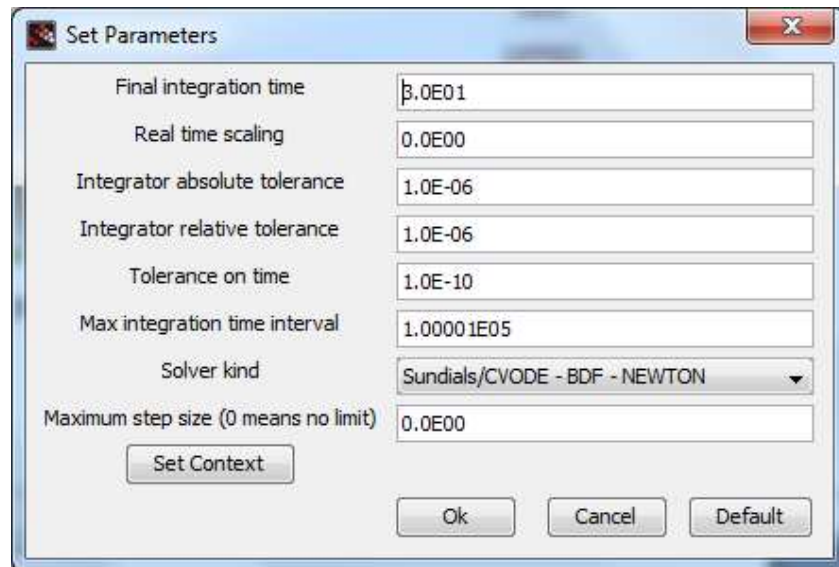 Set Parameters
Final integration time 3.0E01
Real time scaling 0.0E00
Integrator absolute tolerance 1.0E-06
Integrator relative tolerance 1.0E-06
Tolerance on time 1.0E-10
Max integration time interval 1.00001E05
Solver kind Sundials/CVODE - BDF - NEWTON
Maximum step size (0 means no limit) 0.0E00
Set Context
Ok Cancel Default